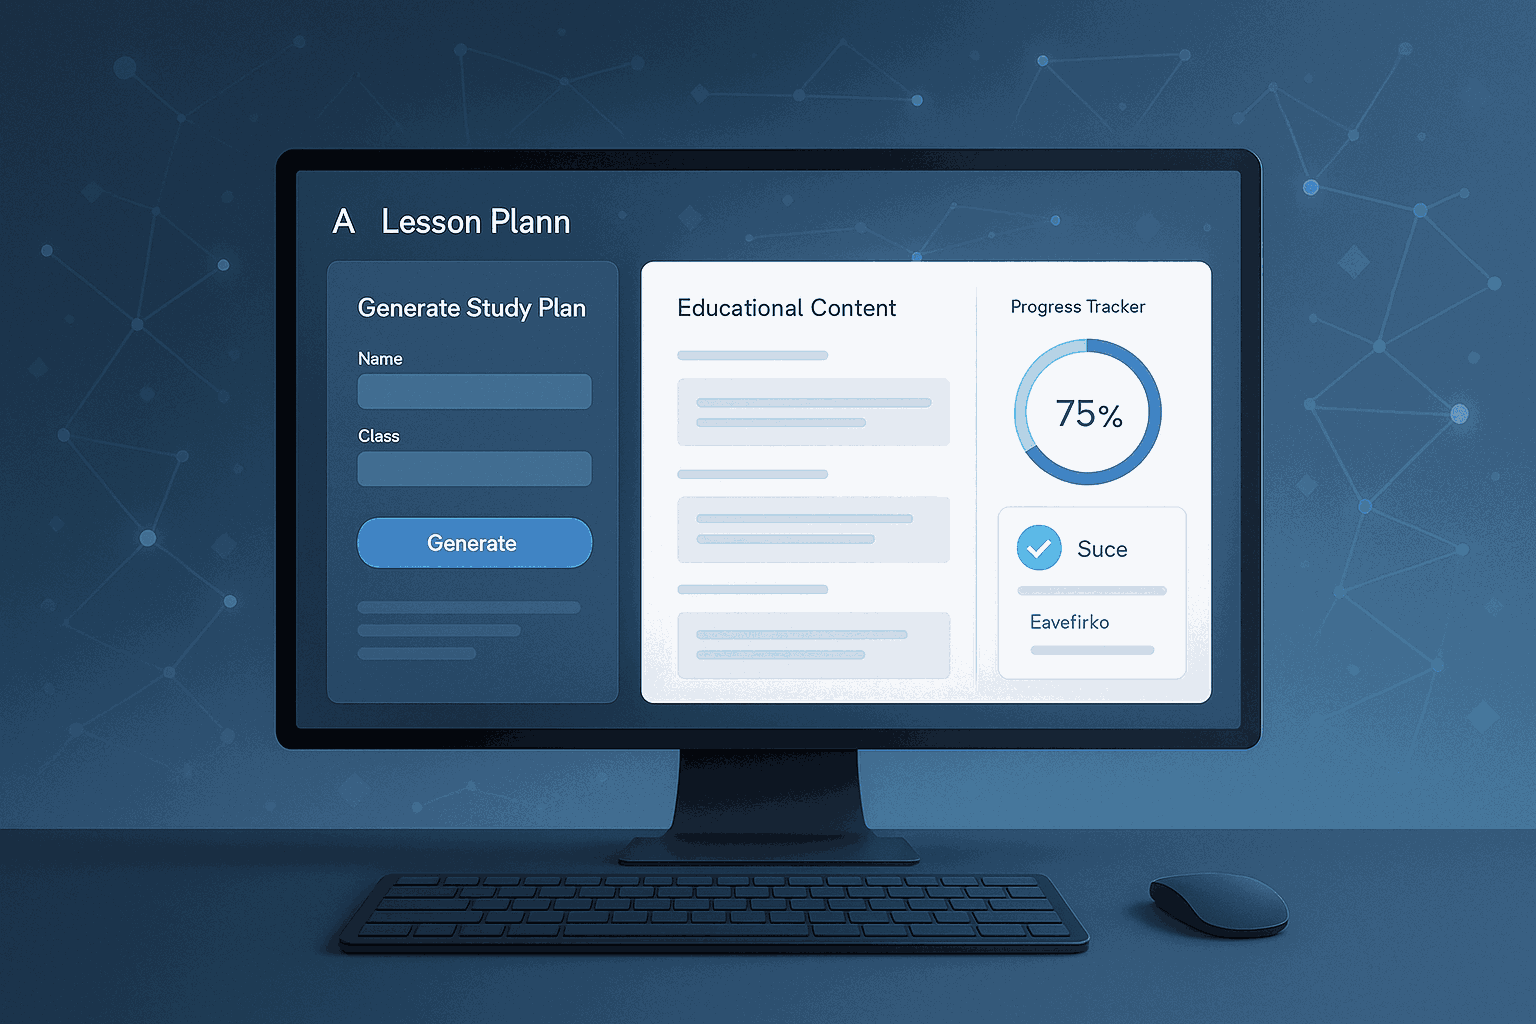 A Lesson Plann
Generate Study Plan
Name
Class
Generate
Educational Content
Progress Tracker
75%
Suce
Eavefirko